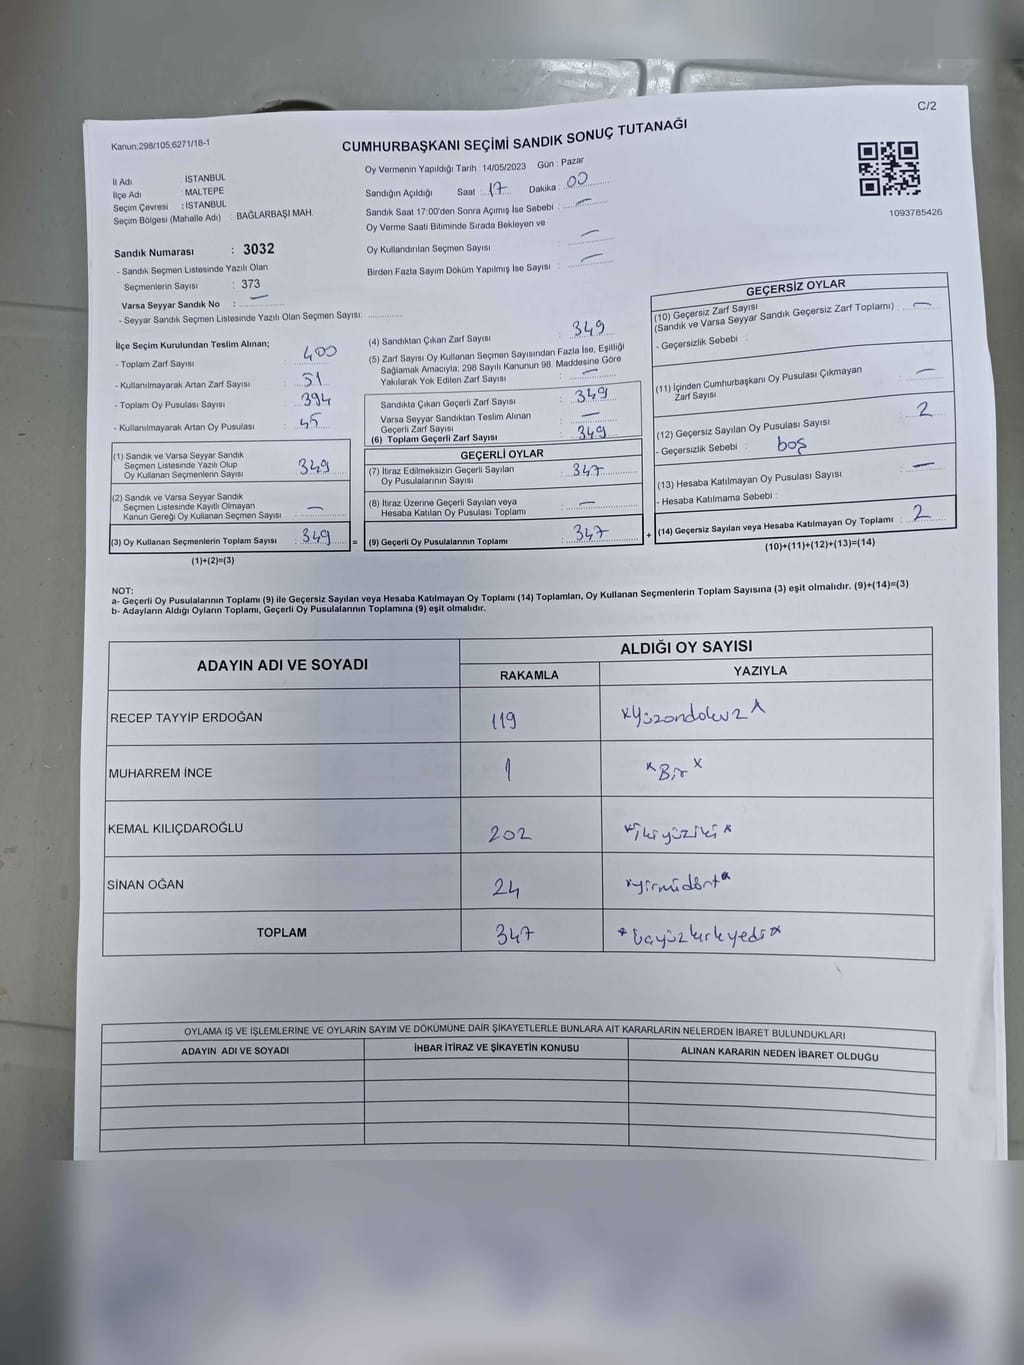 C/2
Kanun;298/105,6271/18-1
CUMHURBAŞKANI SEÇİMİ SANDIK SONUÇ TUTANAĞI
İl Adı : İSTANBUL
İlçe Adı : MALTEPE
Seçim Çevresi : İSTANBUL
Seçim Bölgesi (Mahalle Adı) : BAĞLARBAŞI MAH.
Oy Vermenin Yapıldığı Tarih : 14/05/2023 Gün : Pazar
Sandığın Açıldığı Saat : 17 Dakika : 00
Sandık Saat 17:00'den Sonra Açımış İse Sebebi : —
Oy Verme Saati Bitiminde Sırada Bekleyen ve
Oy Kullandırılan Seçmen Sayısı : —
Birden Fazla Sayım Döküm Yapılmış İse Sayısı : —
1093785426
Sandık Numarası : 3032
- Sandık Seçmen Listesinde Yazılı Olan
Seçmenlerin Sayısı : 373
Varsa Seyyar Sandık No : —
- Seyyar Sandık Seçmen Listesinde Yazılı Olan Seçmen Sayısı:
İlçe Seçim Kurulundan Teslim Alınan;
- Toplam Zarf Sayısı : 400
- Kullanılmayarak Artan Zarf Sayısı : 51
- Toplam Oy Pusulası Sayısı : 394
- Kullanılmayarak Artan Oy Pusulası : 45
(1) Sandık ve Varsa Seyyar Sandık
Seçmen Listesinde Yazılı Olup
Oy Kullanan Seçmenlerin Sayısı : 349
(2) Sandık ve Varsa Seyyar Sandık
Seçmen Listesinde Kayıtlı Olmayan
Kanun Gereği Oy Kullanan Seçmen Sayısı : —
(3) Oy Kullanan Seçmenlerin Toplam Sayısı : 349 =
(1)+(2)=(3)
(4) Sandıktan Çıkan Zarf Sayısı : 349
(5) Zarf Sayısı Oy Kullanan Seçmen Sayısından Fazla İse, Eşitliği
Sağlamak Amacıyla; 298 Sayılı Kanunun 98. Maddesine Göre
Yakılarak Yok Edilen Zarf Sayısı : —
Sandıkta Çıkan Geçerli Zarf Sayısı : 349
Varsa Seyyar Sandıktan Teslim Alınan
Geçerli Zarf Sayısı : —
(6) Toplam Geçerli Zarf Sayısı : 349
GEÇERLİ OYLAR
(7) İtiraz Edilmeksizin Geçerli Sayılan
Oy Pusulalarının Sayısı : 347
(8) İtiraz Üzerine Geçerli Sayılan veya
Hesaba Katılan Oy Pusulası Toplamı : —
(9) Geçerli Oy Pusulalarının Toplamı : 347 +
GEÇERSİZ OYLAR
(10) Geçersiz Zarf Sayısı
(Sandık ve Varsa Seyyar Sandık Geçersiz Zarf Toplamı) : —
- Geçersizlik Sebebi :
(11) İçinden Cumhurbaşkanı Oy Pusulası Çıkmayan
Zarf Sayısı : —
(12) Geçersiz Sayılan Oy Pusulası Sayısı : 2
- Geçersizlik Sebebi : boş
(13) Hesaba Katılmayan Oy Pusulası Sayısı : —
- Hesaba Katılmama Sebebi :
(14) Geçersiz Sayılan veya Hesaba Katılmayan Oy Toplamı : 2
(10)+(11)+(12)+(13)=(14)
NOT:
a- Geçerli Oy Pusulalarının Toplamı (9) ile Geçersiz Sayılan veya Hesaba Katılmayan Oy Toplamı (14) Toplamları, Oy Kullanan Seçmenlerin Toplam Sayısına (3) eşit olmalıdır. (9)+(14)=(3)
b- Adayların Aldığı Oyların Toplamı, Geçerli Oy Pusulalarının Toplamına (9) eşit olmalıdır.
ADAYIN ADI VE SOYADI
ALDIĞI OY SAYISI
RAKAMLA YAZIYLA
RECEP TAYYİP ERDOĞAN 119 xYüzondokuzx
MUHARREM İNCE 1 xBirx
KEMAL KILIÇDAROĞLU 202 xikiyüzikix
SİNAN OĞAN 24 xyirmidörtx
TOPLAM 347 xüçyüzkırkyedix
OYLAMA İŞ VE İŞLEMLERİNE VE OYLARIN SAYIM VE DÖKÜMÜNE DAİR ŞİKAYETLERLE BUNLARA AİT KARARLARIN NELERDEN İBARET BULUNDUKLARI
ADAYIN ADI VE SOYADI İHBAR İTİRAZ VE ŞİKAYETİN KONUSU ALINAN KARARIN NEDEN İBARET OLDUĞU